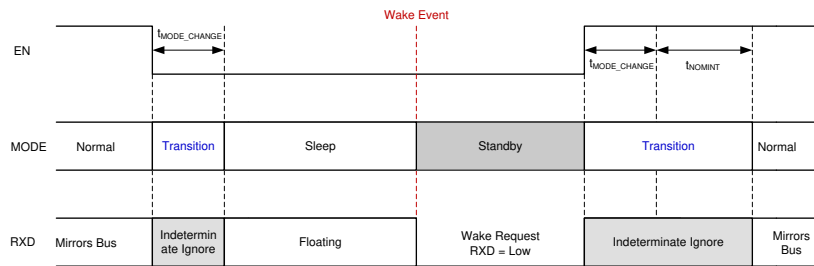 Wake Event
EN
tMODE_CHANGE
tMODE_CHANGE
tNOMINT
MODE
Normal
Transition
Sleep
Standby
Transition
Normal
RXD
Mirrors Bus
Indetermin
ate Ignore
Floating
Wake Request
RXD = Low
Indeterminate Ignore
Mirrors
Bus